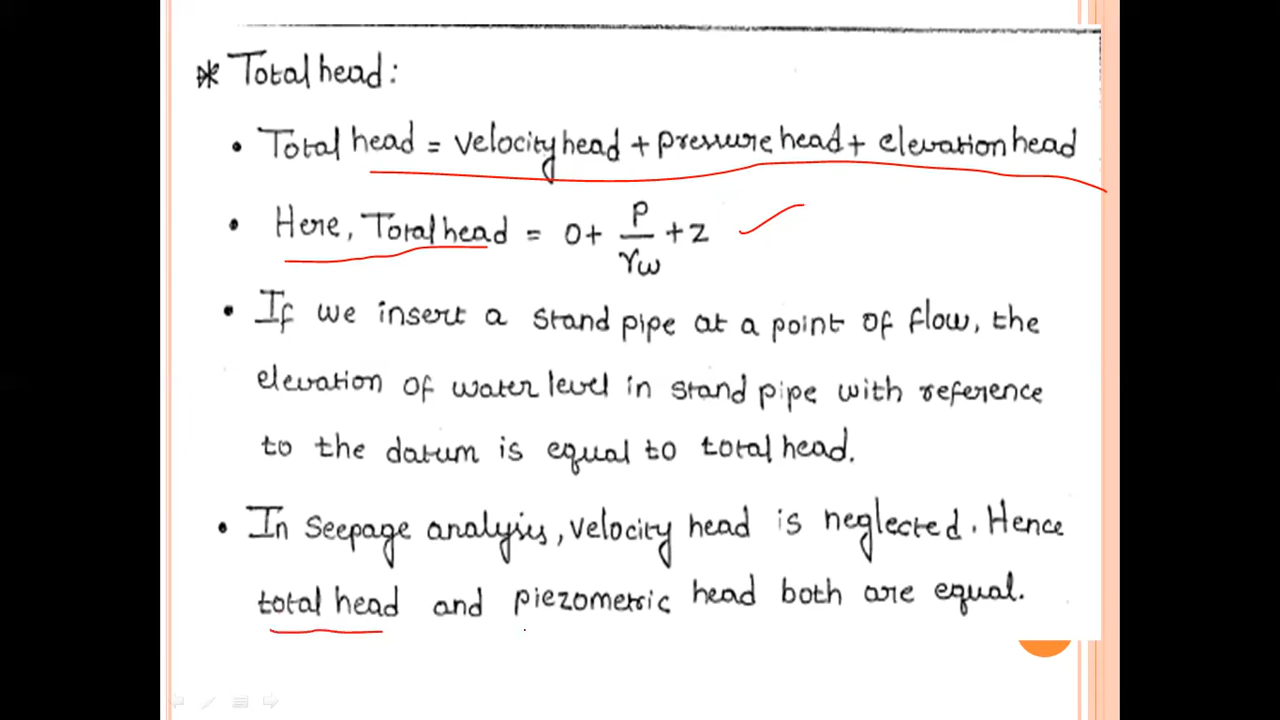 * Total head:
• Total head = velocity head + pressure head + elevation head
• Here, Total head = 0 + P/γω + z
• If we insert a stand pipe at a point of flow, the
elevation of water level in stand pipe with reference
to the datum is equal to total head.
• In seepage analysis, velocity head is neglected. Hence
total head and piezometric head both are equal.